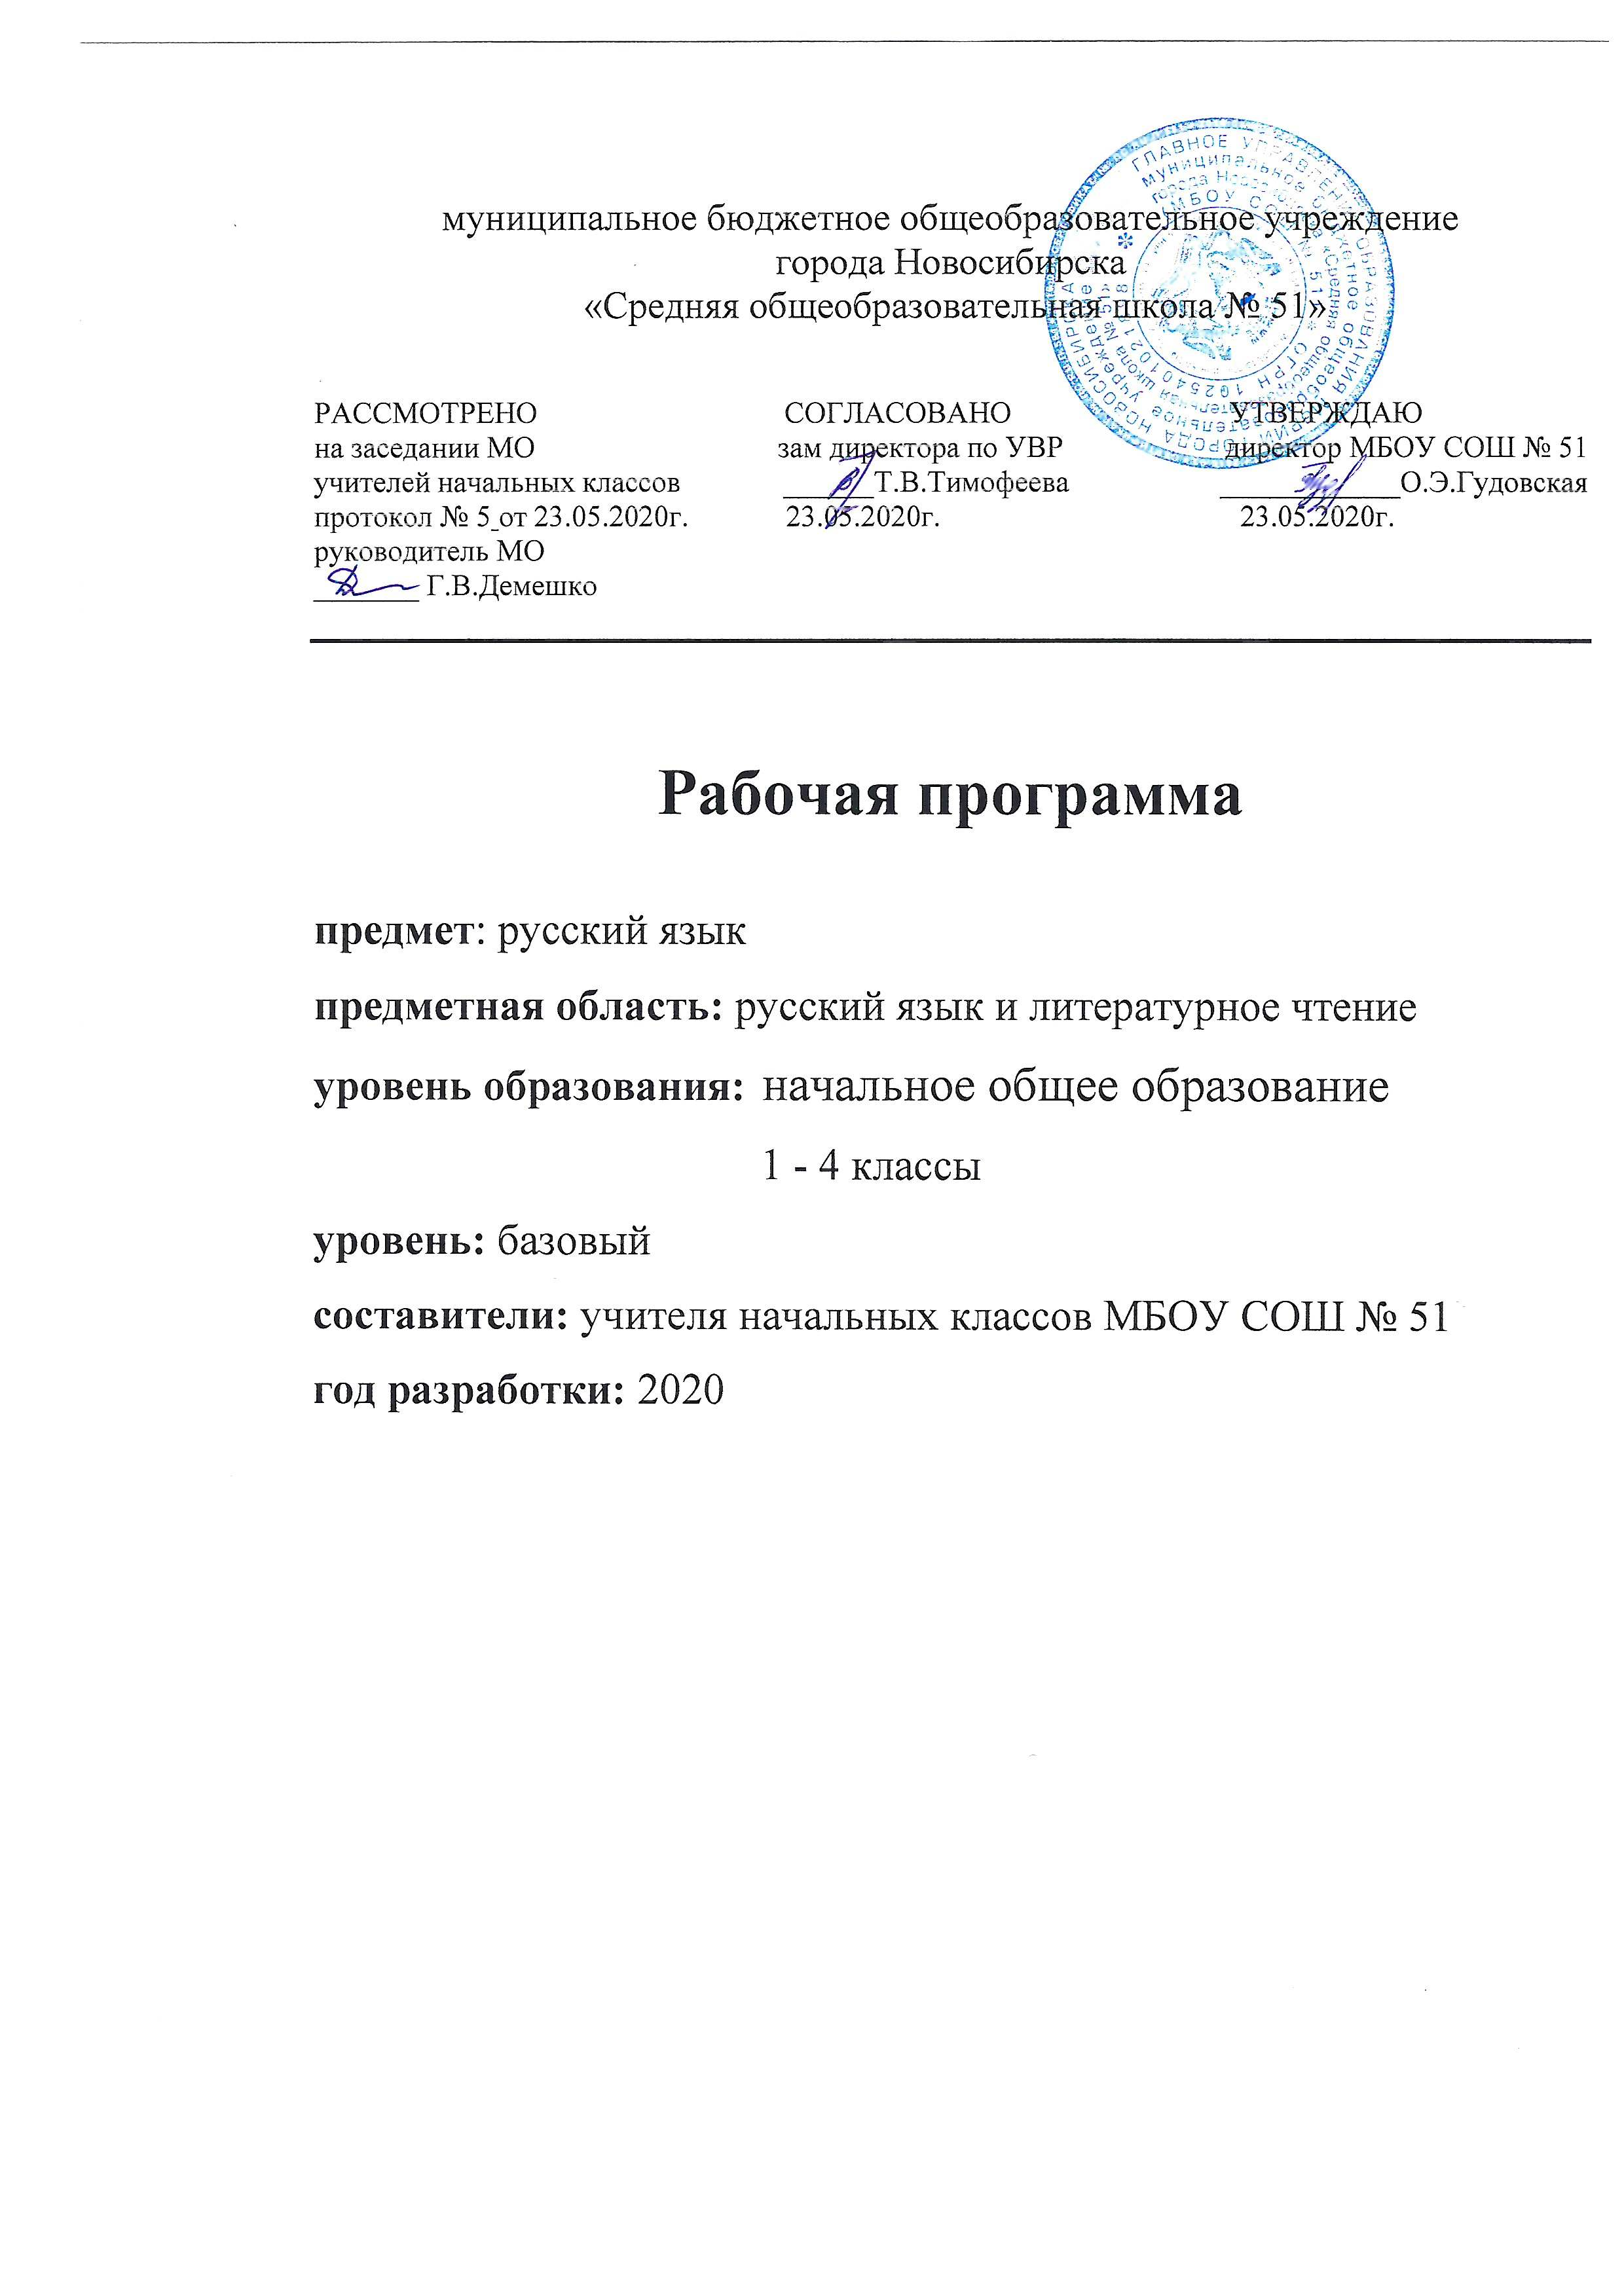 муниципальное бюджетное общеобразовательное учреждение
города Новосибирска
«Средняя общеобразовательная школа № 51»
РАССМОТРЕНО
на заседании МО
учителей начальных классов
протокол № 5 от 23.05.2020г.
руководитель МО
________ Г.В.Демешко
СОГЛАСОВАНО
зам директора по УВР
______Т.В.Тимофеева
23.05.2020г.
УТВЕРЖДАЮ
директор МБОУ СОШ № 51
____________О.Э.Гудовская
23.05.2020г.
Рабочая программа
предмет: русский язык
предметная область: русский язык и литературное чтение
уровень образования: начальное общее образование
1 - 4 классы
уровень: базовый
составители: учителя начальных классов МБОУ СОШ № 51
год разработки: 2020